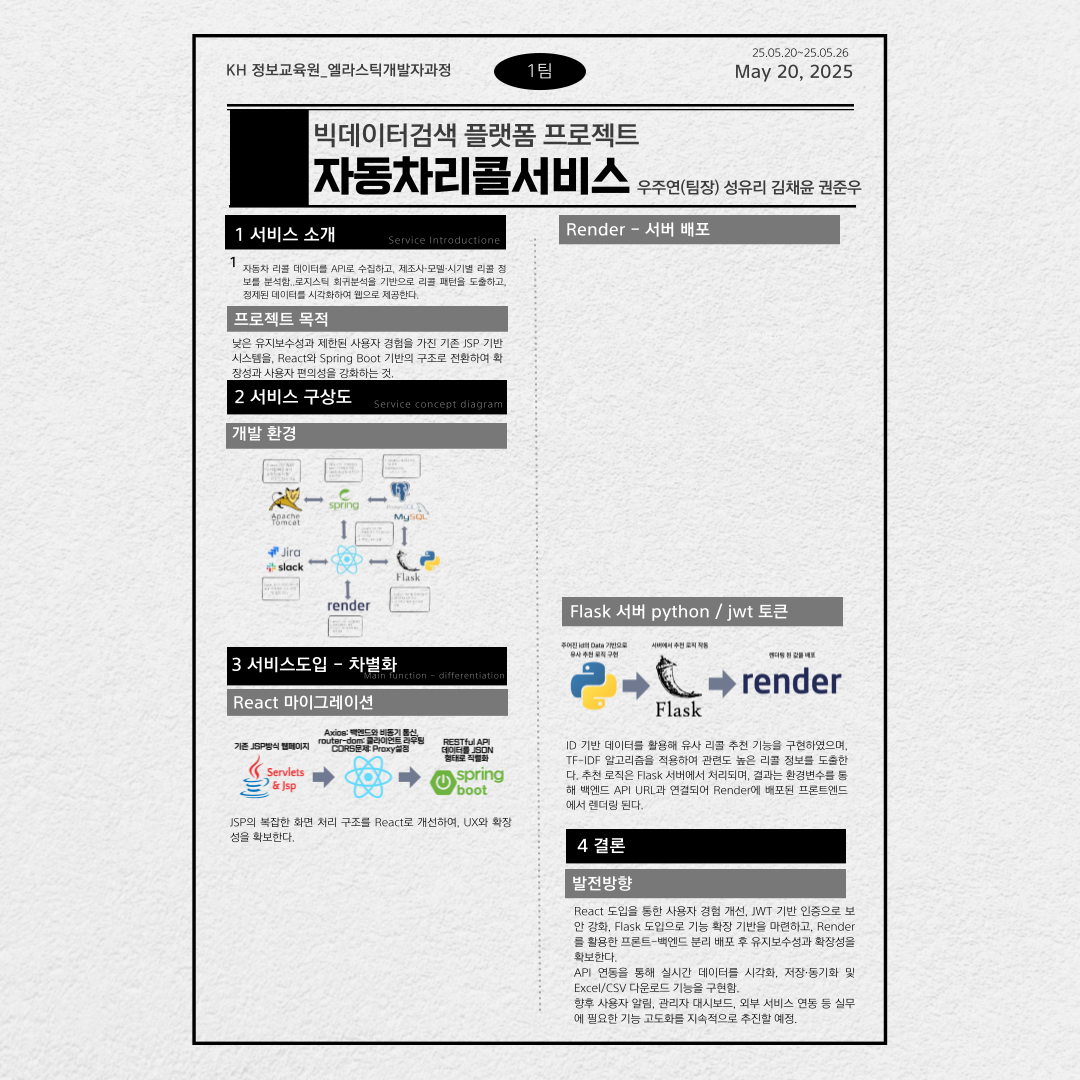 KH 정보교육원_엘라스틱개발자과정
1팀
25.05.20~25.05.26
May 20, 2025
빅데이터검색 플랫폼 프로젝트
자동차리콜서비스 우주연(팀장) 성유리 김채윤 권준우
1 서비스 소개
Service Introductione
1
자동차 리콜 데이터를 API로 수집하고, 제조사·모델·시기별 리콜 정
보를 분석함..로지스틱 회귀분석을 기반으로 리콜 패턴을 도출하고,
정제된 데이터를 시각화하여 웹으로 제공한다.
프로젝트 목적
낮은 유지보수성과 제한된 사용자 경험을 가진 기존 JSP 기반
시스템을, React와 Spring Boot 기반의 구조로 전환하여 확
장성과 사용자 편의성을 강화하는 것.
2 서비스 구상도
Service concept diagram
개발 환경
Apache
Tomcat
spring
PostgreSQL
MySQL
Jira
slack
Flask
render
3 서비스도입 - 차별화
Main function - differentiation
React 마이그레이션
기존 JSP방식 웹페이지
Axios: 백엔드와 비동기 통신,
router-dom: 클라이언트 라우팅
CORS문제: Proxy설정
RESTful API
데이터를 JSON
형태로 직렬화
Servlets
& Jsp
spring
boot
JSP의 복잡한 화면 처리 구조를 React로 개선하여, UX와 확장
성을 확보한다.
Render - 서버 배포
Flask 서버 python / jwt 토큰
주어진 id의 Data 기반으로
유사 추천 로직 구현
서버에서 추천 로직 작동
렌더링 된 값을 배포
Flask
render
ID 기반 데이터를 활용해 유사 리콜 추천 기능을 구현하였으며,
TF-IDF 알고리즘을 적용하여 관련도 높은 리콜 정보를 도출한
다. 추천 로직은 Flask 서버에서 처리되며, 결과는 환경변수를 통
해 백엔드 API URL과 연결되어 Render에 배포된 프론트엔드
에서 렌더링 된다.
4 결론
발전방향
React 도입을 통한 사용자 경험 개선, JWT 기반 인증으로 보
안 강화, Flask 도입으로 기능 확장 기반을 마련하고, Render
를 활용한 프론트-백엔드 분리 배포 후 유지보수성과 확장성을
확보한다.
API 연동을 통해 실시간 데이터를 시각화, 저장·동기화 및
Excel/CSV 다운로드 기능을 구현함.
향후 사용자 알림, 관리자 대시보드, 외부 서비스 연동 등 실무
에 필요한 기능 고도화를 지속적으로 추진할 예정.